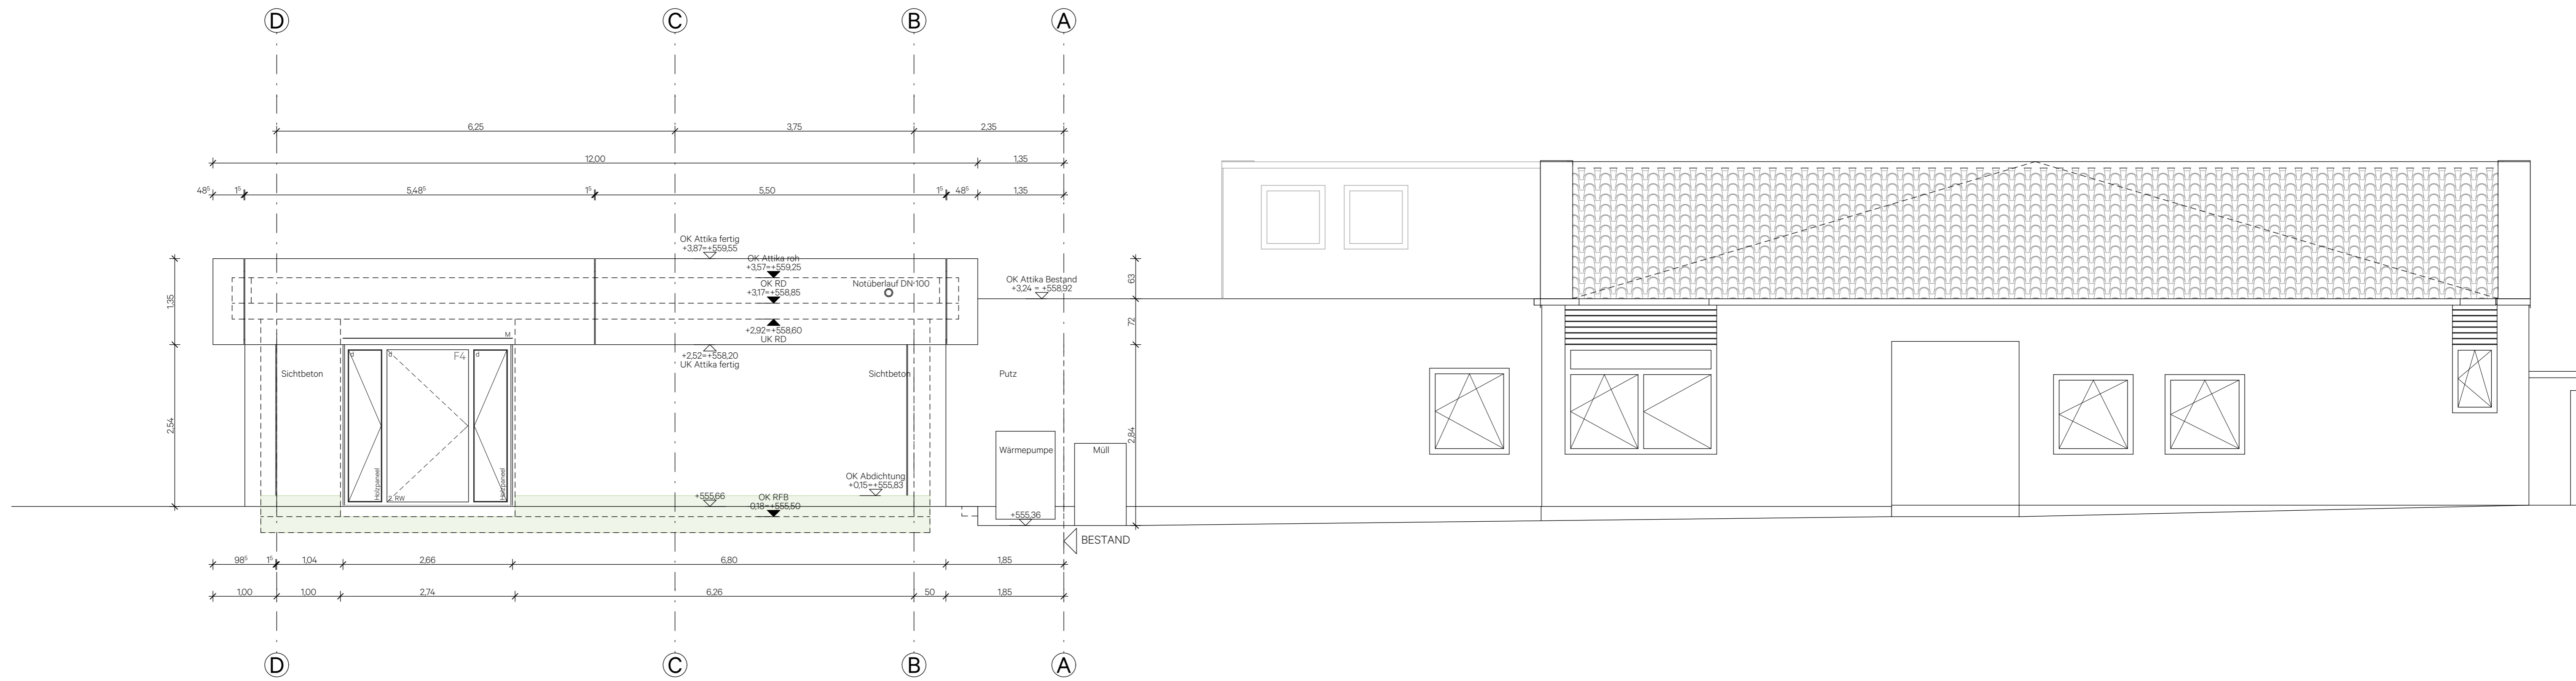 D C B A
6,25 3,75 2,35
12,00 1,35
48⁵ 1⁵ 5,48⁵ 1⁵ 5,50 1⁵ 48⁵ 1,35
OK Attika fertig
+3,87=+559,55
OK Attika roh
+3,57=+559,25
OK RD
+3,17=+558,85
Notüberlauf DN 100
OK Attika Bestand
+3,24 = +558,92
63
1,35
72
+2,92=+558,60
UK RD
M
+2,52=+558,20
UK Attika fertig
d d F4 d
Sichtbeton
Sichtbeton
Putz
2,54
2,84
Wärmepumpe
Müll
Holzpaneel
Holzpaneel
2. RW
OK Abdichtung
+0,15=+555,83
+555,66
OK RFB
-0,18=+555,50
+555,36
BESTAND
98⁵ 1⁵ 1,04 2,66 6,80 1,85
1,00 1,00 2,74 6,26 50 1,85
D C B A